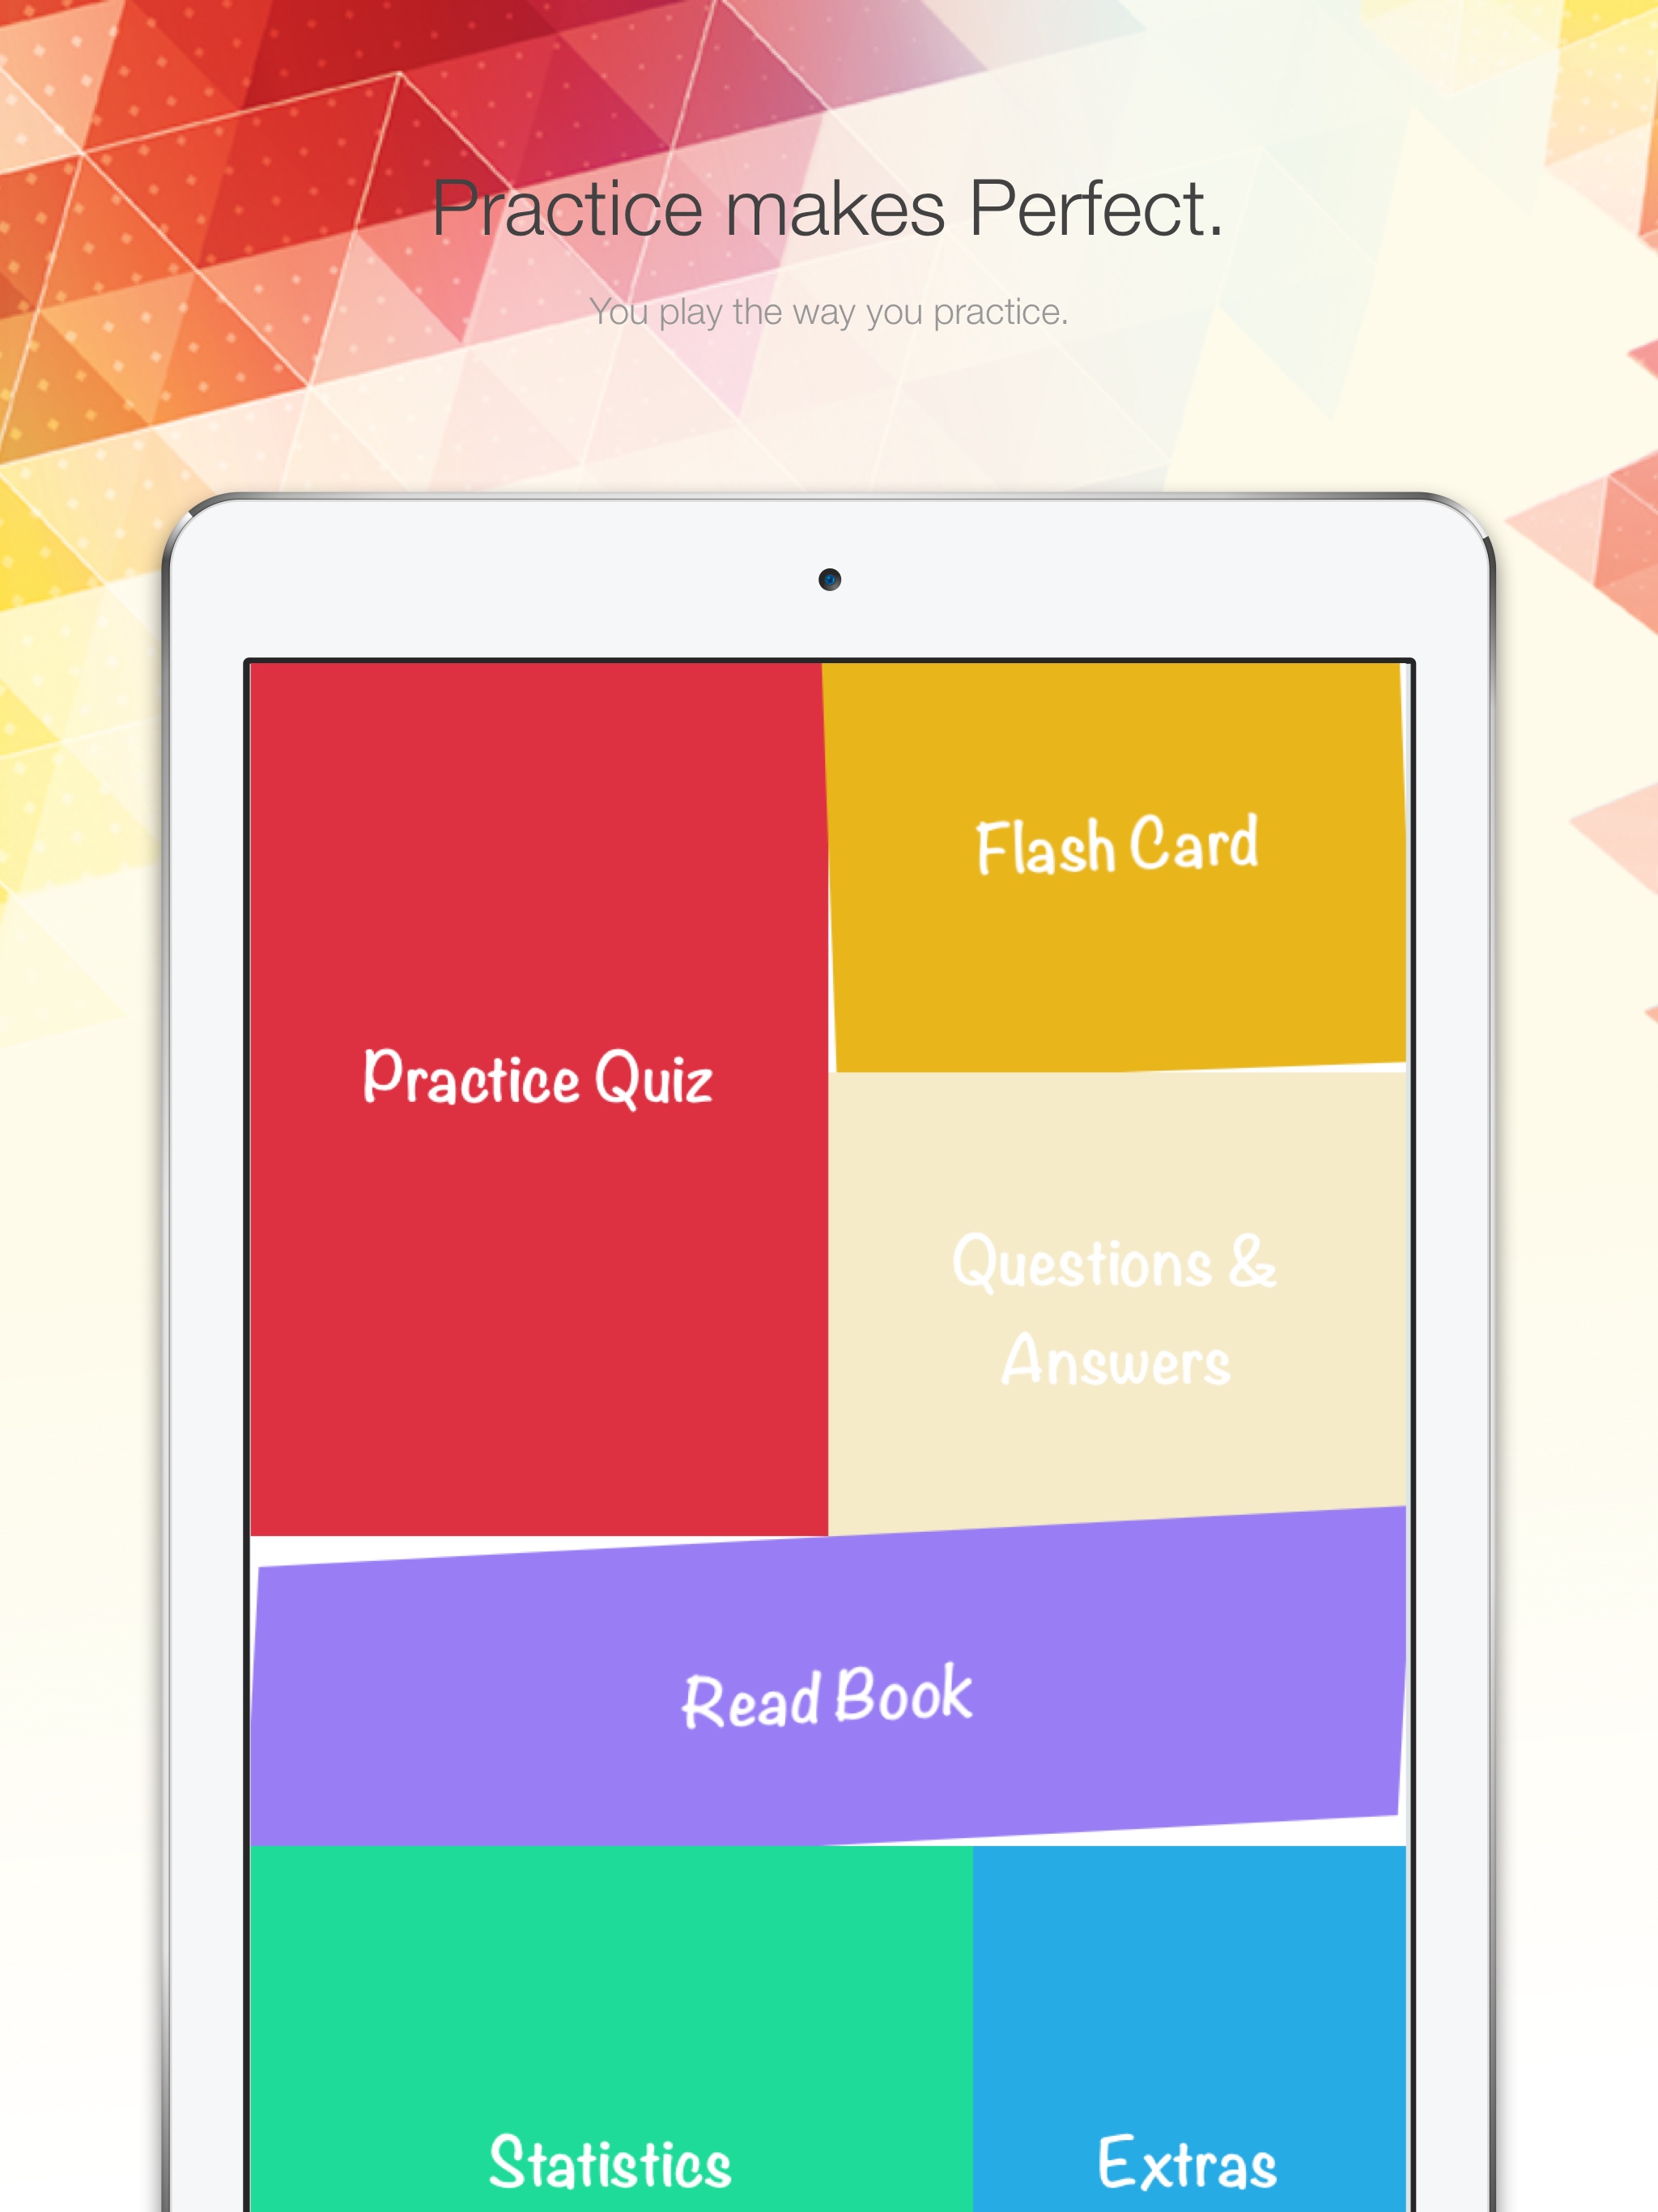 Practice makes Perfect.
You play the way you practice.
Flash Card
Practice Quiz
Questions &
Answers
Read Book
Statistics
Extras